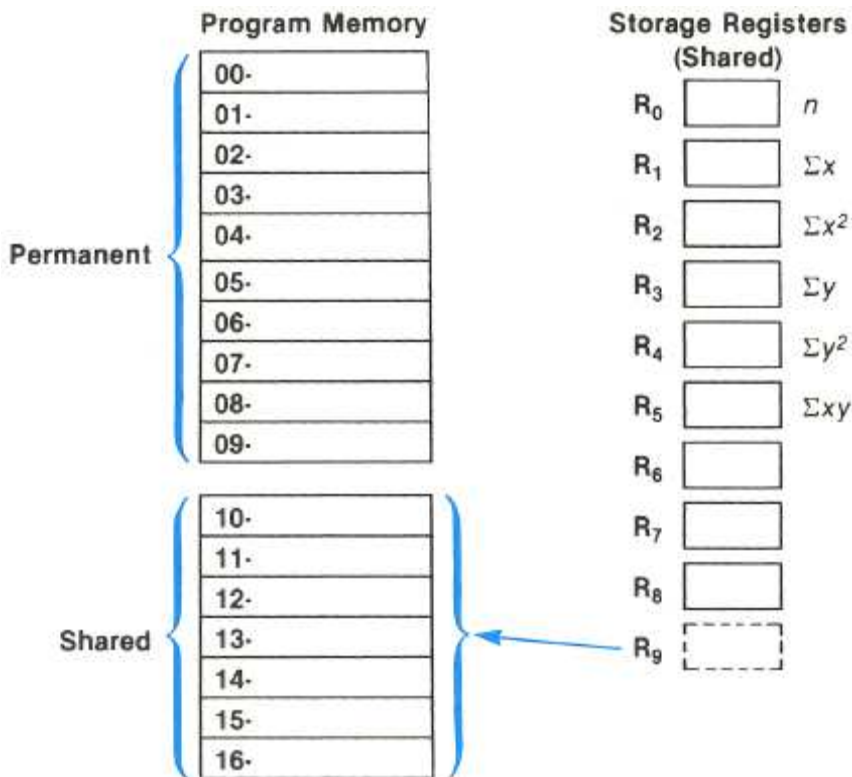 Program Memory
00-
01-
02-
03-
04-
05-
06-
07-
08-
09-
Permanent
10-
11-
12-
13-
14-
15-
16-
Shared
Storage Registers
(Shared)
R₀ n
R₁ Σx
R₂ Σx²
R₃ Σy
R₄ Σy²
R₅ Σxy
R₆
R₇
R₈
R₉